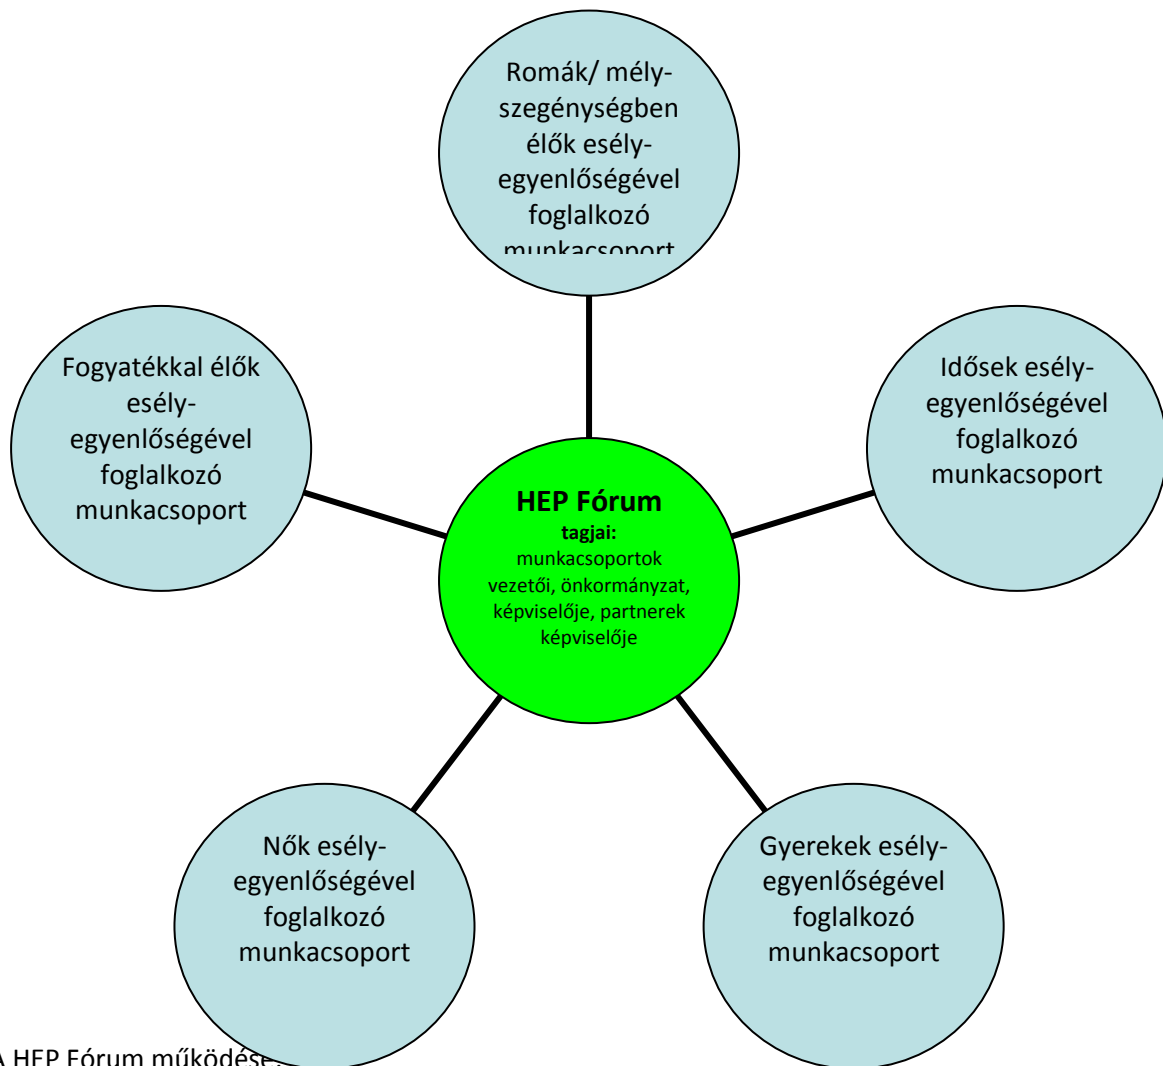 Romák/ mély-
szegénységben
élők esély-
egyenlőségével
foglalkozó
munkacsoport
Fogyatékkal élők
esély-
egyenlőségével
foglalkozó
munkacsoport
Idősek esély-
egyenlőségével
foglalkozó
munkacsoport
HEP Fórum
tagjai:
munkacsoportok
vezetői, önkormányzat,
képviselője, partnerek
képviselője
Nők esély-
egyenlőségével
foglalkozó
munkacsoport
Gyerekek esély-
egyenlőségével
foglalkozó
munkacsoport
A HEP Fórum működése